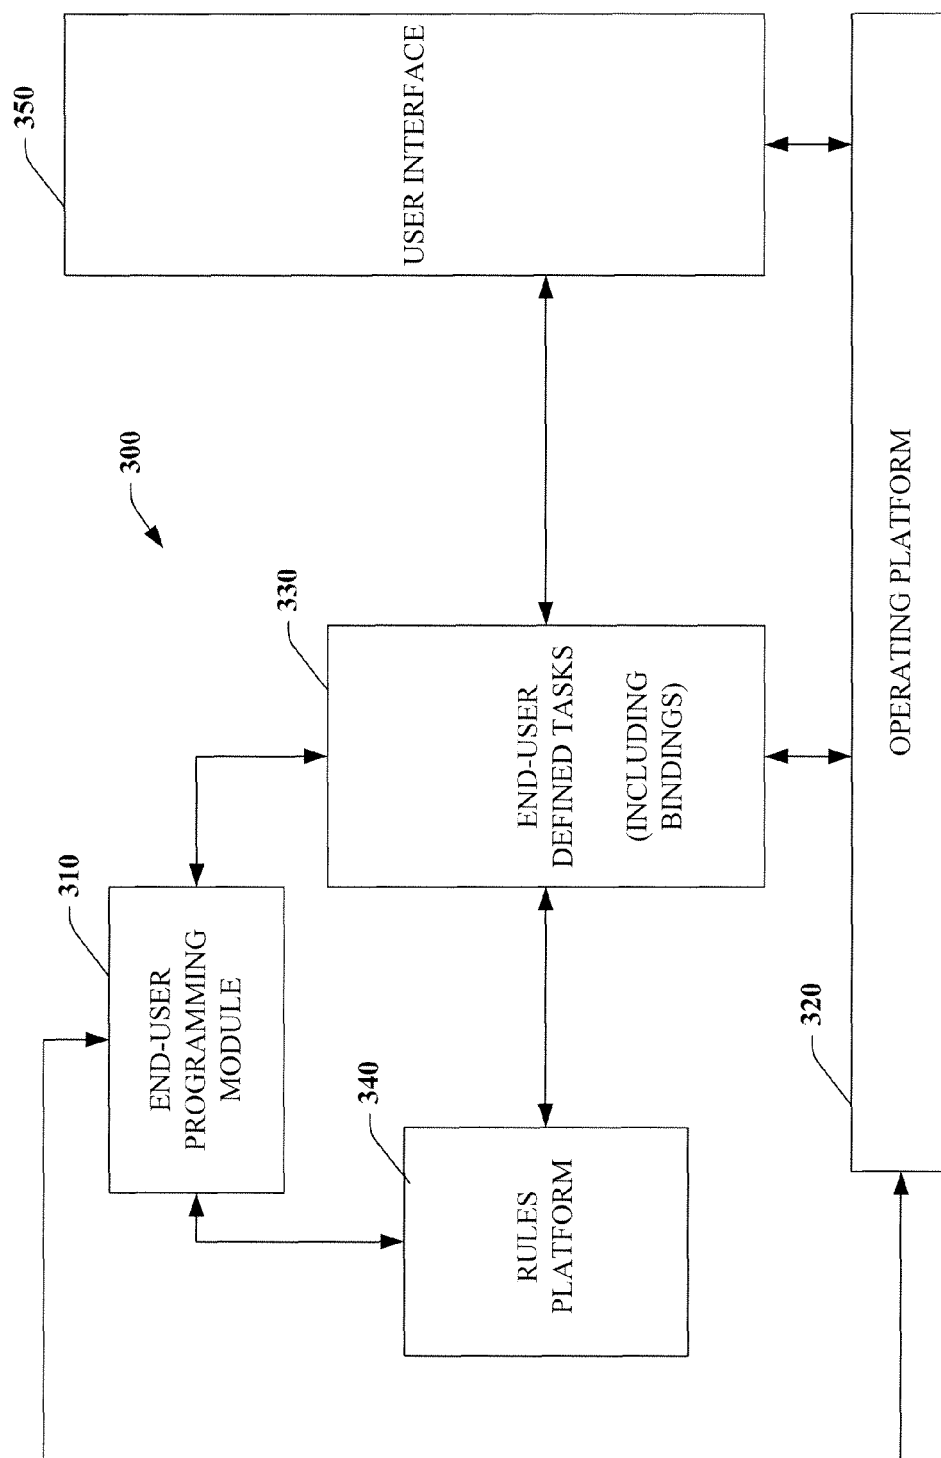 300
310
END-USER
PROGRAMMING
MODULE
340
RULES
PLATFORM
330
END-USER
DEFINED TASKS
(INCLUDING
BINDINGS)
350
USER INTERFACE
320
OPERATING PLATFORM